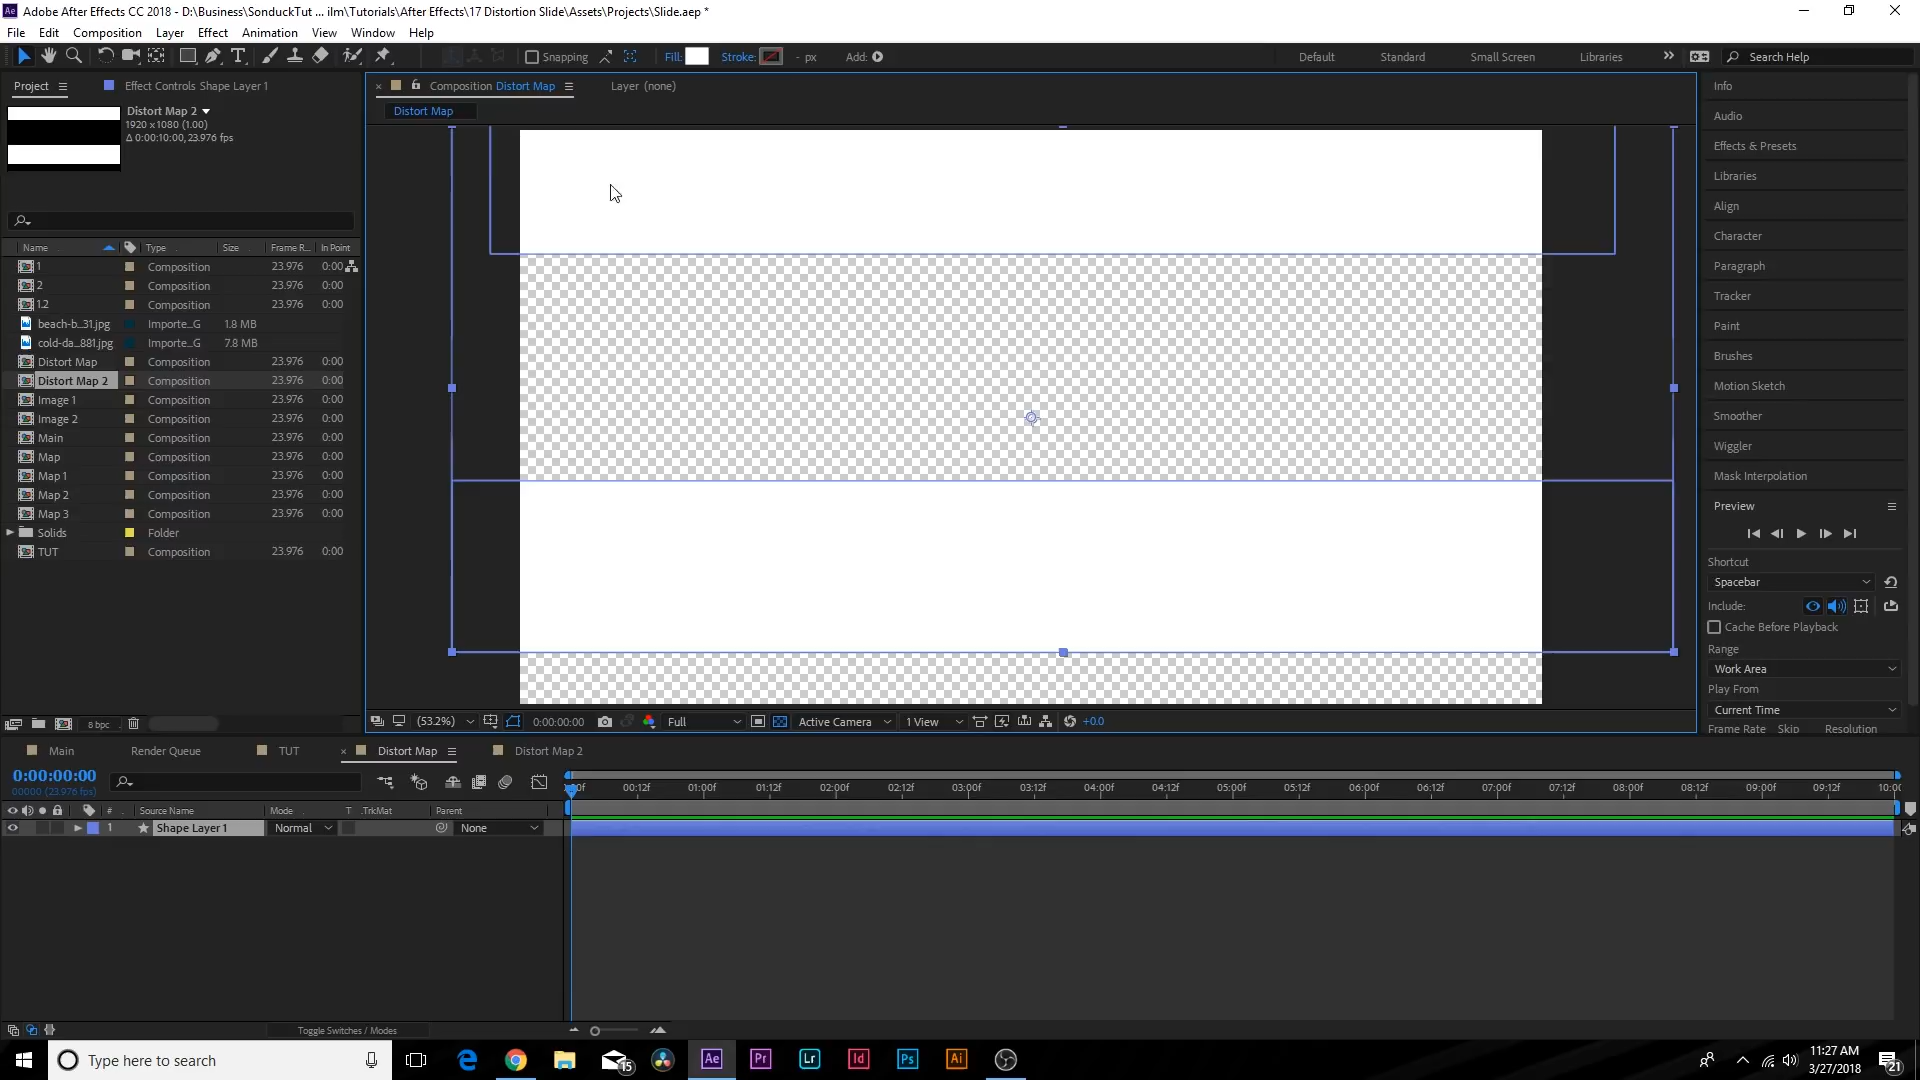 Adobe After Effects CC 2018 - D:\Business\SonduckTut ... ilm\Tutorials\After Effects\17 Distortion Slide\Assets\Projects\Slide.aep *
File Edit Composition Layer Effect Animation View Window Help
Snapping Fill: Stroke: - px Add: Default Standard Small Screen Libraries Search Help
Project Effect Controls Shape Layer 1
Composition Distort Map Layer (none)
Distort Map
Distort Map 2
1920 x 1080 (1.00)
Δ 0:00:10:00, 23.976 fps
Name Type Size Frame R... In Point
1 Composition 23.976 0:00
2 Composition 23.976 0:00
1.2 Composition 23.976 0:00
beach-b...31.jpg Importe...G 1.8 MB
cold-da...881.jpg Importe...G 7.8 MB
Distort Map Composition 23.976 0:00
Distort Map 2 Composition 23.976 0:00
Image 1 Composition 23.976 0:00
Image 2 Composition 23.976 0:00
Main Composition 23.976 0:00
Map Composition 23.976 0:00
Map 1 Composition 23.976 0:00
Map 2 Composition 23.976 0:00
Map 3 Composition 23.976 0:00
Solids Folder
TUT Composition 23.976 0:00
8 bpc
(53.2%) 0:00:00:00 Full Active Camera 1 View +0.0
Info
Audio
Effects & Presets
Libraries
Align
Character
Paragraph
Tracker
Paint
Brushes
Motion Sketch
Smoother
Wiggler
Mask Interpolation
Preview
Shortcut
Spacebar
Include:
Cache Before Playback
Range
Work Area
Play From
Current Time
Frame Rate Skip Resolution
Main Render Queue TUT Distort Map Distort Map 2
0:00:00:00
00000 (23.976 fps)
00:12f 01:00f 01:12f 02:00f 02:12f 03:00f 03:12f 04:00f 04:12f 05:00f 05:12f 06:00f 06:12f 07:00f 07:12f 08:00f 08:12f 09:00f 09:12f
# Source Name Mode T .TrkMat Parent
1 Shape Layer 1 Normal None
Toggle Switches / Modes
Type here to search
Ae Pr Lr Id Ps Ai
15
11:27 AM
3/27/2018
21